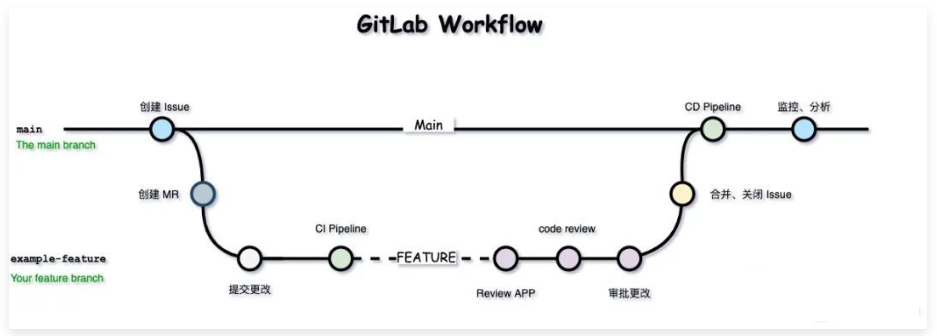 GitLab Workflow
创建 Issue
CD Pipeline
监控、分析
main
Main
The main branch
创建 MR
合并、关闭 Issue
CI Pipeline
code review
example-feature
FEATURE
Your feature branch
提交更改
Review APP
审批更改